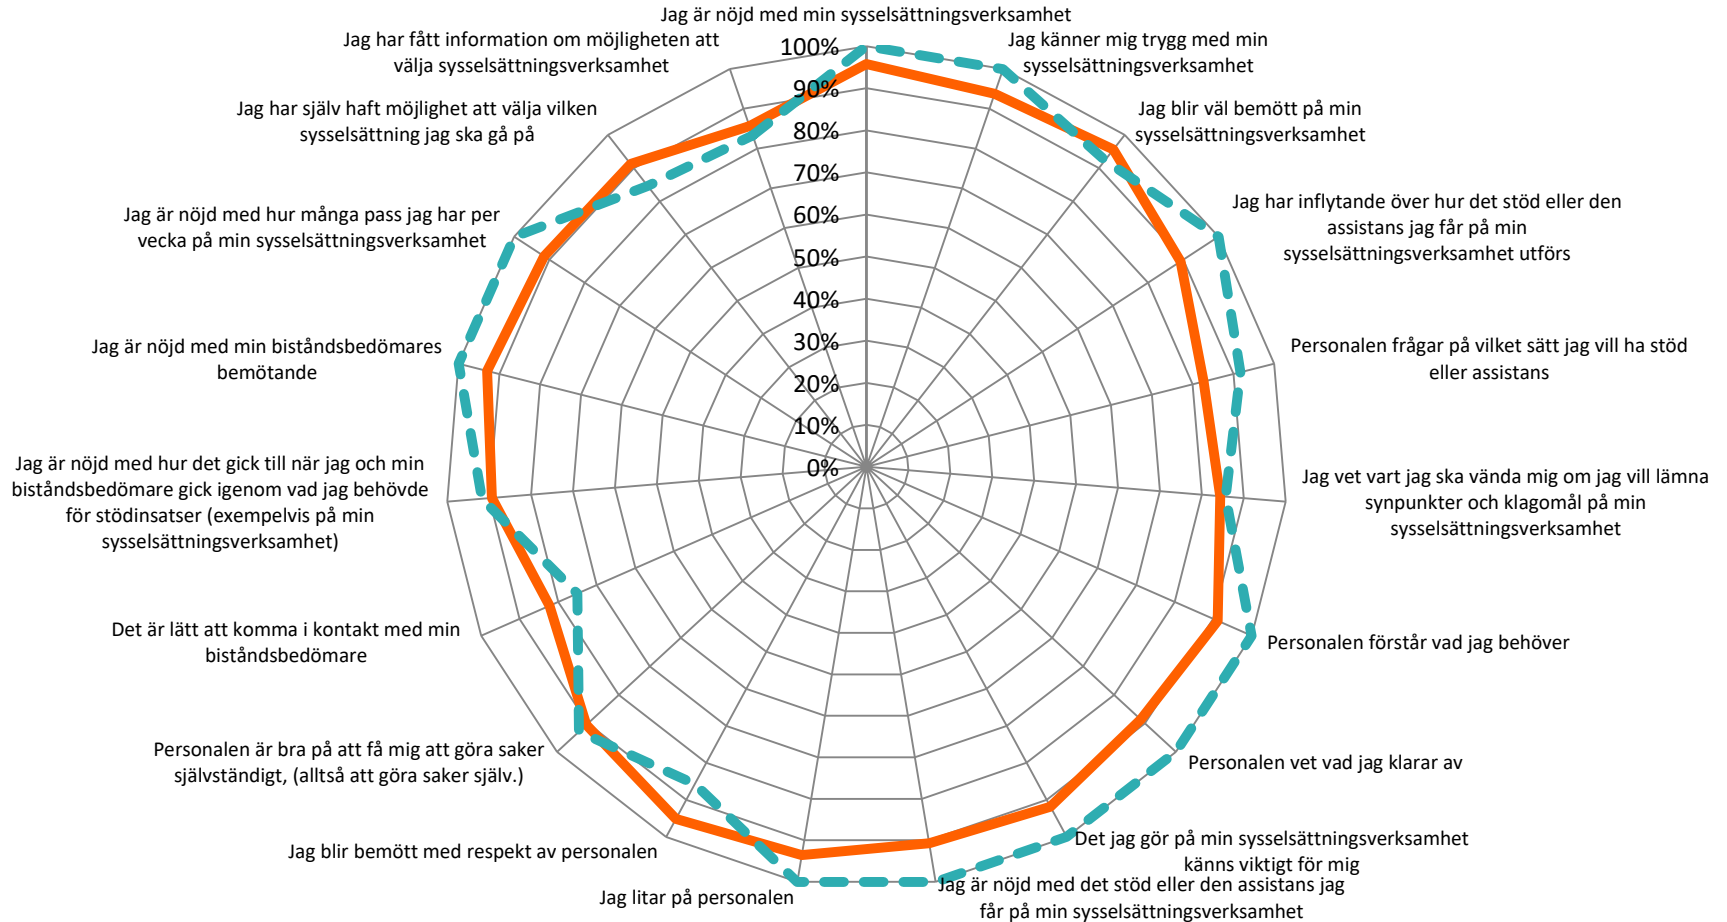 Jag är nöjd med min sysselsättningsverksamhet
Jag känner mig trygg med min
sysselsättningsverksamhet
Jag blir väl bemött på min
sysselsättningsverksamhet
Jag har inflytande över hur det stöd eller den
assistans jag får på min
sysselsättningsverksamhet utförs
Personalen frågar på vilket sätt jag vill ha stöd
eller assistans
Jag vet vart jag ska vända mig om jag vill lämna
synpunkter och klagomål på min
sysselsättningsverksamhet
Personalen förstår vad jag behöver
Personalen vet vad jag klarar av
Det jag gör på min sysselsättningsverksamhet
känns viktigt för mig
Jag är nöjd med det stöd eller den assistans jag
får på min sysselsättningsverksamhet
Jag litar på personalen
Jag blir bemött med respekt av personalen
Personalen är bra på att få mig att göra saker
självständigt, (alltså att göra saker själv.)
Det är lätt att komma i kontakt med min
biståndsbedömare
Jag är nöjd med hur det gick till när jag och min
biståndsbedömare gick igenom vad jag behövde
för stödinsatser (exempelvis på min
sysselsättningsverksamhet)
Jag är nöjd med min biståndsbedömares
bemötande
Jag är nöjd med hur många pass jag har per
vecka på min sysselsättningsverksamhet
Jag har själv haft möjlighet att välja vilken
sysselsättning jag ska gå på
Jag har fått information om möjligheten att
välja sysselsättningsverksamhet
100%
90%
80%
70%
60%
50%
40%
30%
20%
10%
0%